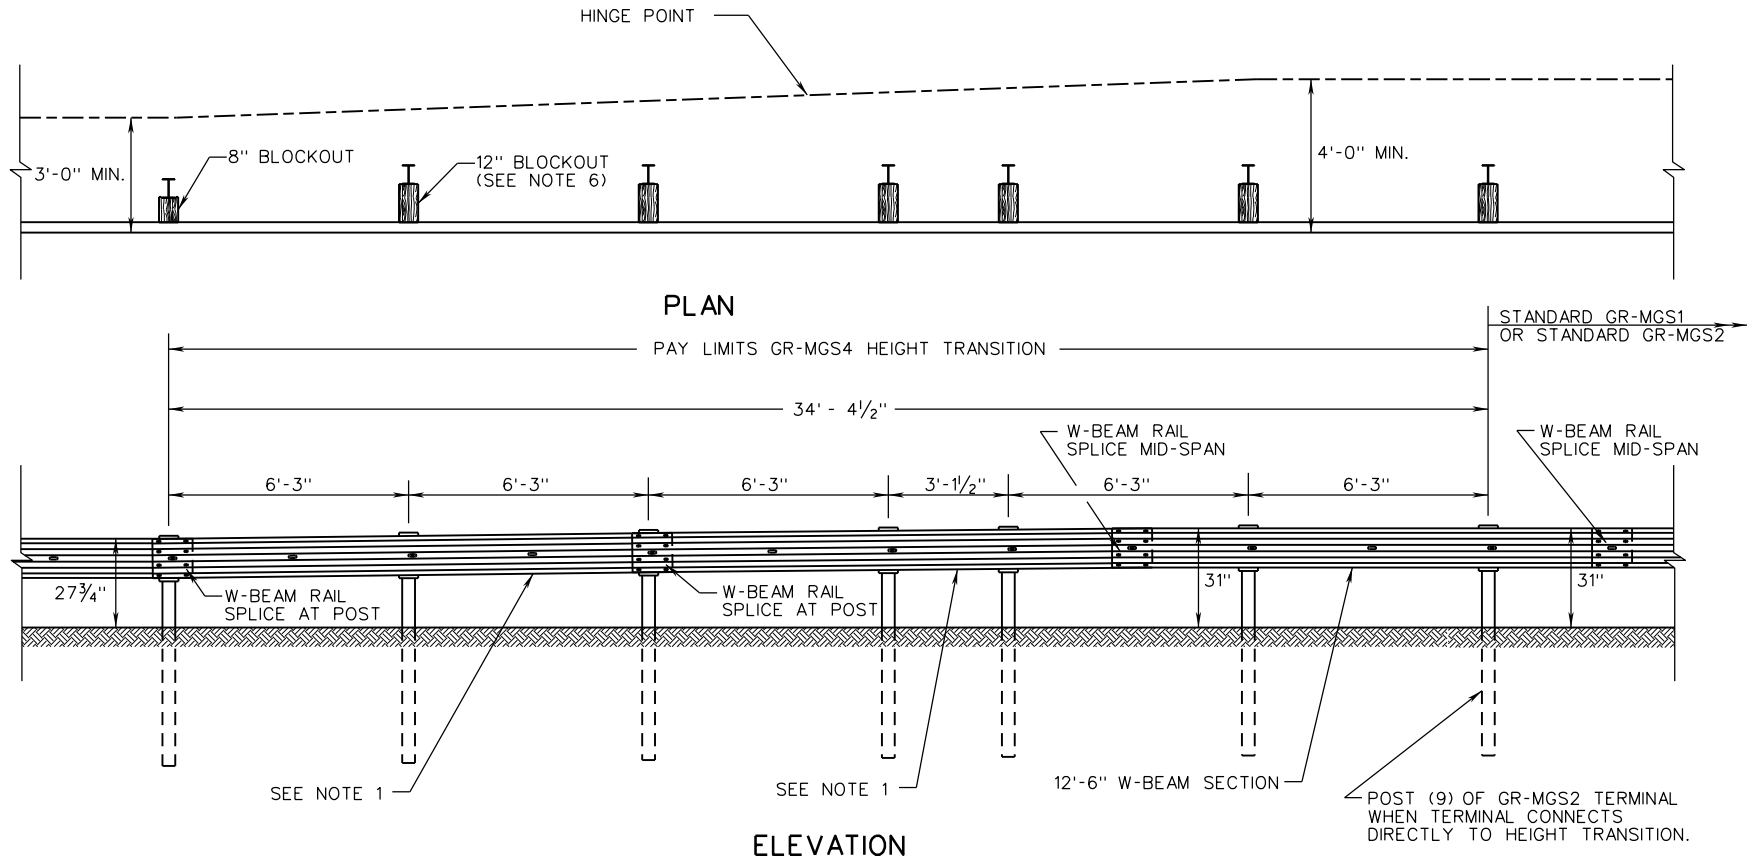 HINGE POINT
3'-0" MIN.
8" BLOCKOUT
12" BLOCKOUT
(SEE NOTE 6)
4'-0" MIN.
PLAN
STANDARD GR-MGS1
OR STANDARD GR-MGS2
PAY LIMITS GR-MGS4 HEIGHT TRANSITION
34' - 4½"
W-BEAM RAIL
SPLICE MID-SPAN
W-BEAM RAIL
SPLICE MID-SPAN
6'-3"
6'-3"
6'-3"
3'-1½"
6'-3"
6'-3"
27¾"
W-BEAM RAIL
SPLICE AT POST
W-BEAM RAIL
SPLICE AT POST
31"
31"
SEE NOTE 1
SEE NOTE 1
12'-6" W-BEAM SECTION
POST (9) OF GR-MGS2 TERMINAL
WHEN TERMINAL CONNECTS
DIRECTLY TO HEIGHT TRANSITION.
ELEVATION